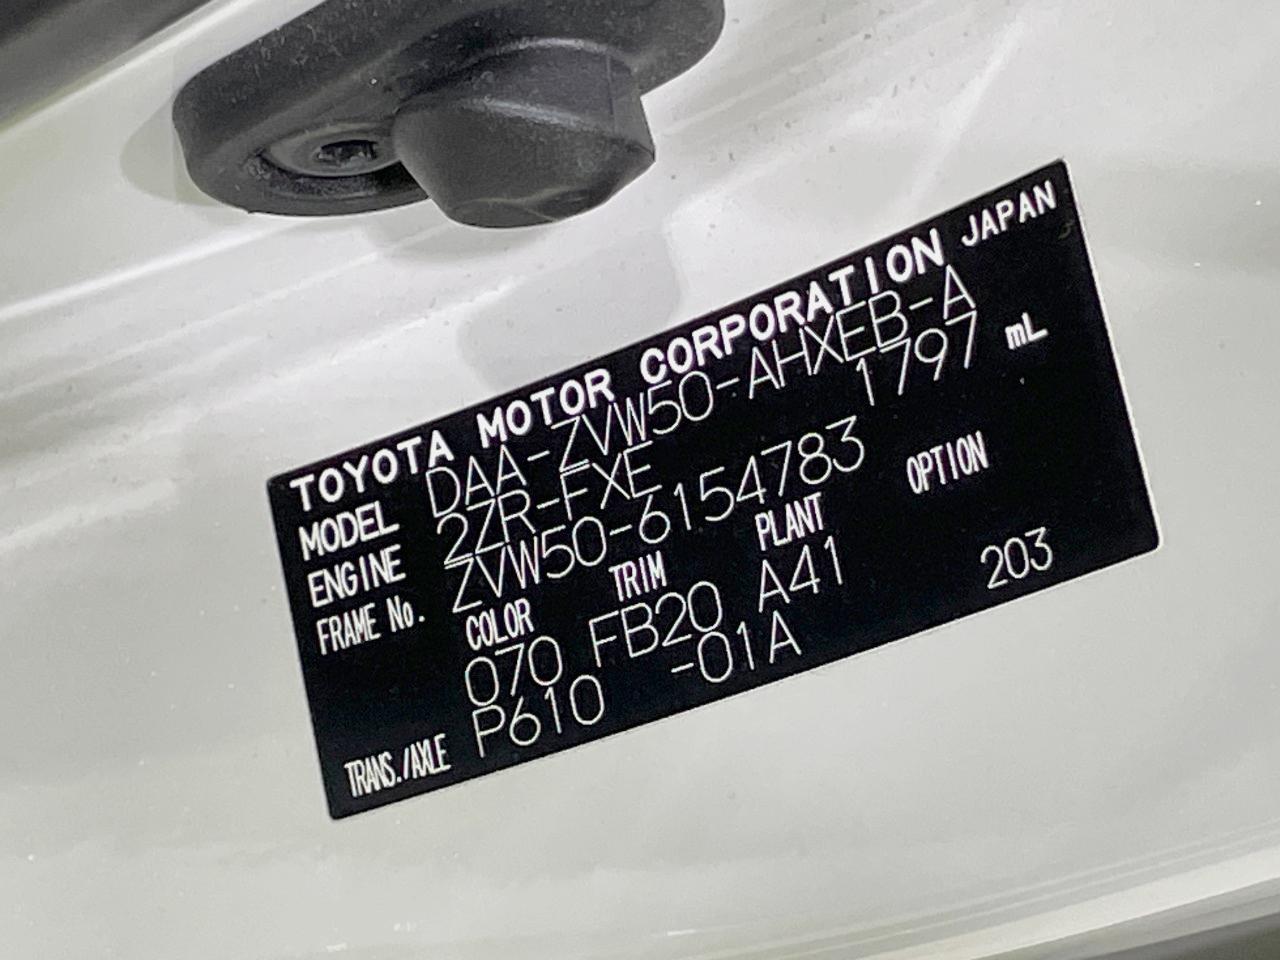 TOYOTA MOTOR CORPORATION JAPAN
MODEL DAA-ZVW50-AHXEB-A
ENGINE 2ZR-FXE 1797 mL
FRAME No. ZVW50-6154783
COLOR TRIM PLANT OPTION
070 FB20 A41 203
TRANS./AXLE P610 -01A